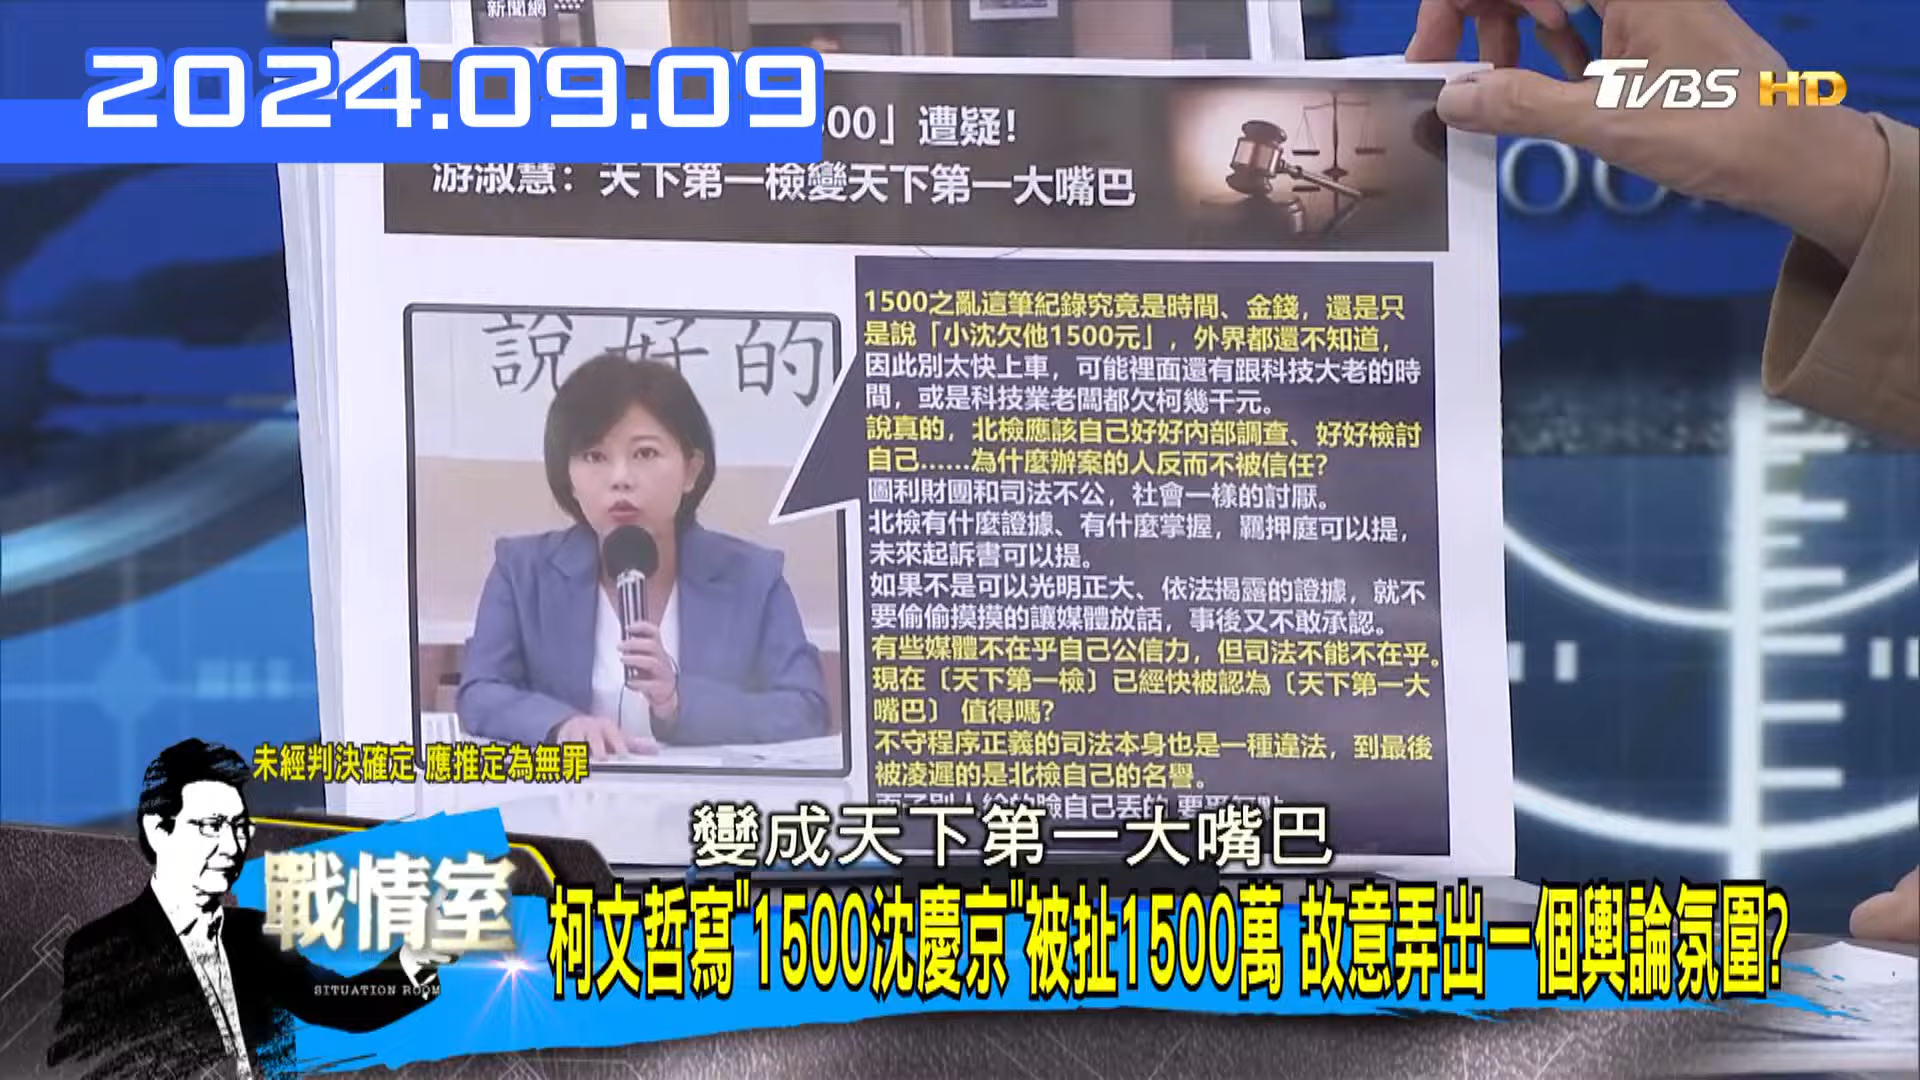 新聞網
2024.09.09
TVBS HD
00」遭疑!
游淑慧：天下第一檢變天下第一大嘴巴
說好的
1500之亂這筆紀錄究竟是時間、金錢，還是只
是說「小沈欠他1500元」，外界都還不知道，
因此別太快上車，可能裡面還有跟科技大老的時
間，或是科技業老闆都欠柯幾千元。
說真的，北檢應該自己好好內部調查、好好檢討
自己……為什麼辦案的人反而不被信任？
圖利財團和司法不公，社會一樣的討厭。
北檢有什麼證據、有什麼掌握，羈押庭可以提，
未來起訴書可以提。
如果不是可以光明正大、依法揭露的證據，就不
要偷偷摸摸的讓媒體放話，事後又不敢承認。
有些媒體不在乎自己公信力，但司法不能不在乎。
現在〔天下第一檢〕已經快被認為〔天下第一大
嘴巴〕 值得嗎？
不守程序正義的司法本身也是一種違法，到最後
被凌遲的是北檢自己的名譽。
未經判決確定 應推定為無罪
變成天下第一大嘴巴
戰情室
SITUATION ROOM
柯文哲寫"1500沈慶京"被扯1500萬 故意弄出一個輿論氛圍?